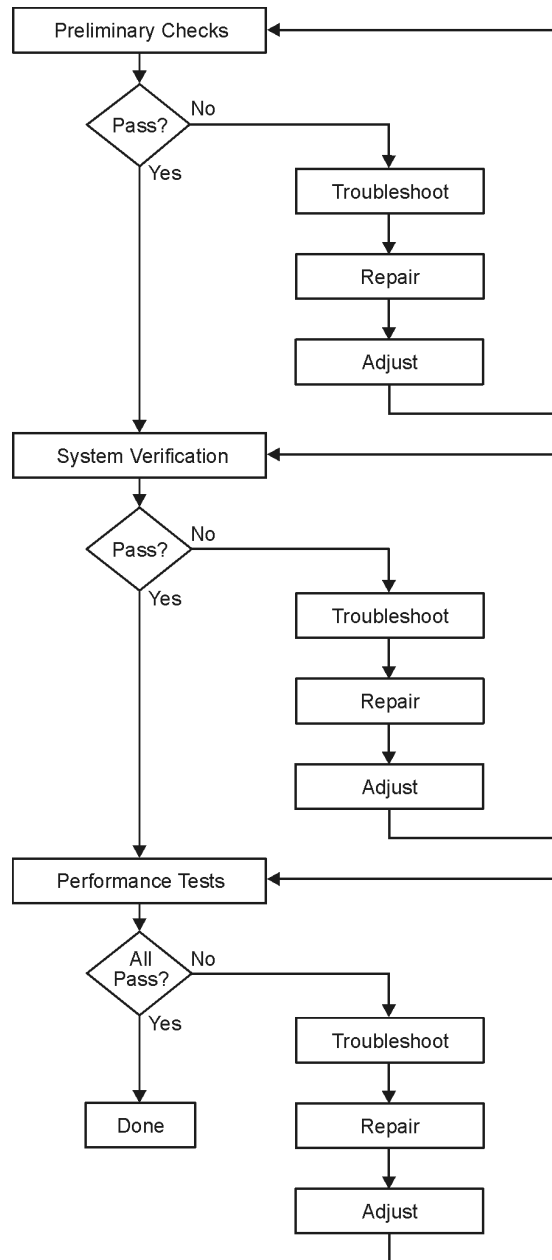 Preliminary Checks
Pass?
No
Yes
Troubleshoot
Repair
Adjust
System Verification
Pass?
No
Yes
Troubleshoot
Repair
Adjust
Performance Tests
All
Pass?
No
Yes
Troubleshoot
Done
Repair
Adjust